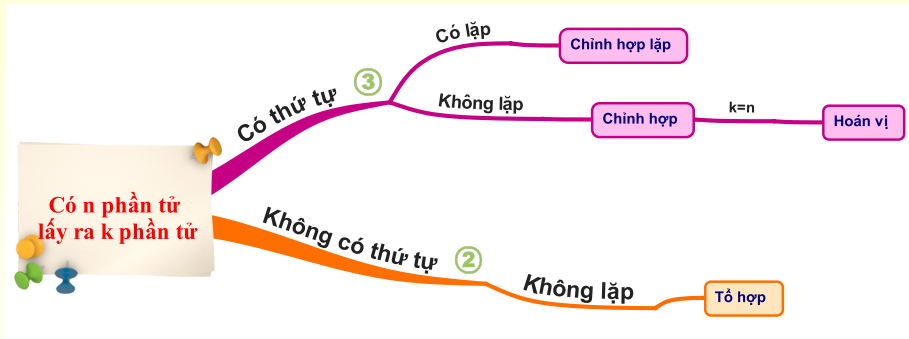 Có n phần tử
lấy ra k phần tử
Có thứ tự
③
Có lặp
Chỉnh hợp lặp
Không lặp
Chỉnh hợp
k=n
Hoán vị
Không có thứ tự
②
Không lặp
Tổ hợp